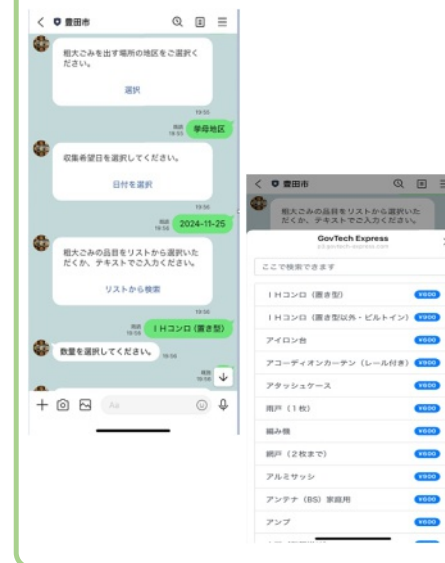 豊田市
粗大ごみを出す場所の地区をご選択く
ださい。
選択
19:55
既読
19:55
挙母地区
収集希望日を選択してください。
日付を選択
19:56
既読
19:56
2024-11-25
粗大ごみの品目をリストから選択いた
だくか、テキストでご入力ください。
リストから検索
19:56
既読
19:56
IHコンロ（置き型）
数量を選択してください。
19:56
既読
19:56
Aa
豊田市
粗大ごみの品目をリストから選択いた
だくか、テキストでご入力ください。
GovTech Express
ここで検索できます
IHコンロ（置き型）
¥600
IHコンロ（置き型以外・ビルトイン）
アイロン台
アコーディオンカーテン（レール付き）
アタッシュケース
雨戸（1枚）
編み機
網戸（2枚まで）
アルミサッシ
アンテナ（BS）家庭用
アンプ